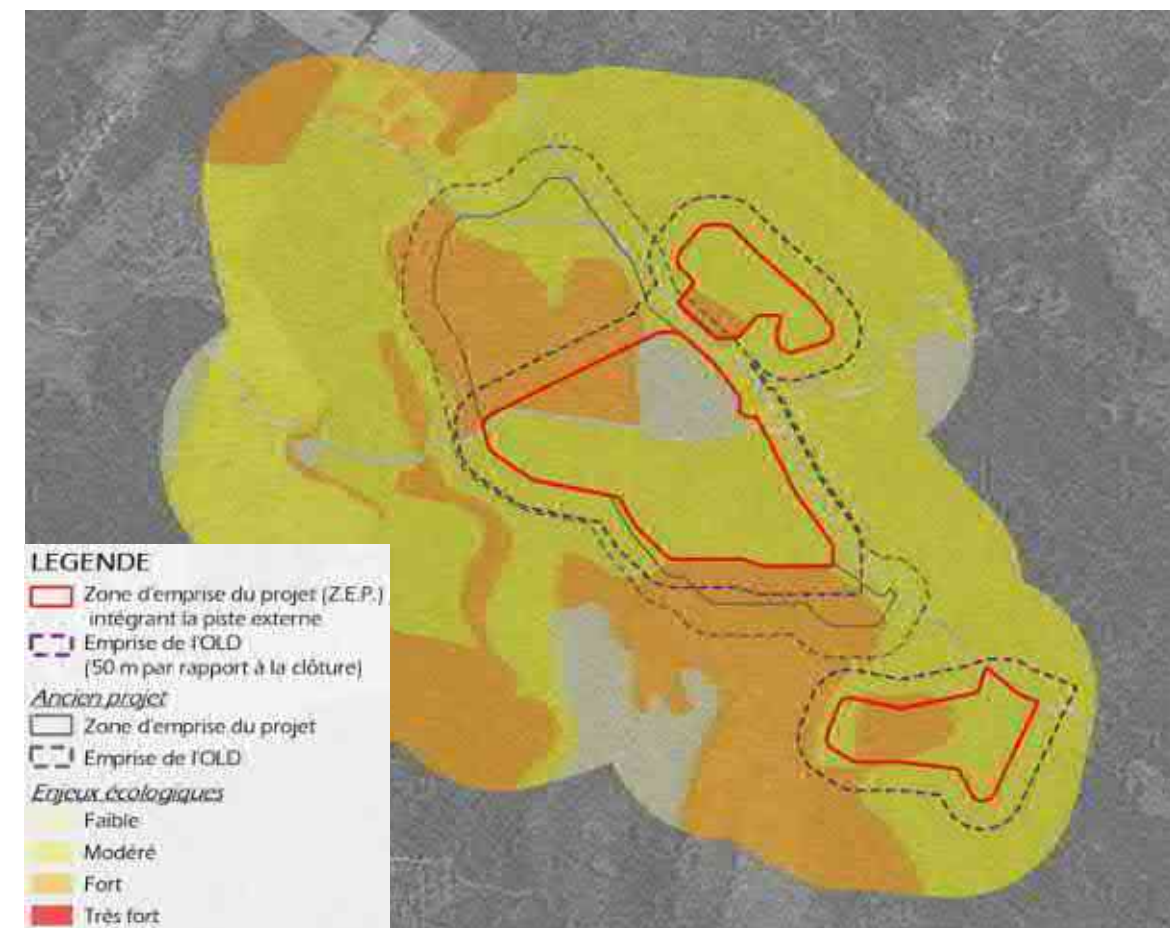 LEGENDE
Zone d'emprise du projet (Z.E.P.)
intégrant la piste externe
Emprise de l'OLD
(50 m par rapport à la clôture)
Ancien projet
Zone d'emprise du projet
Emprise de l'OLD
Enjeux écologiques
Faible
Modéré
Fort
Très fort